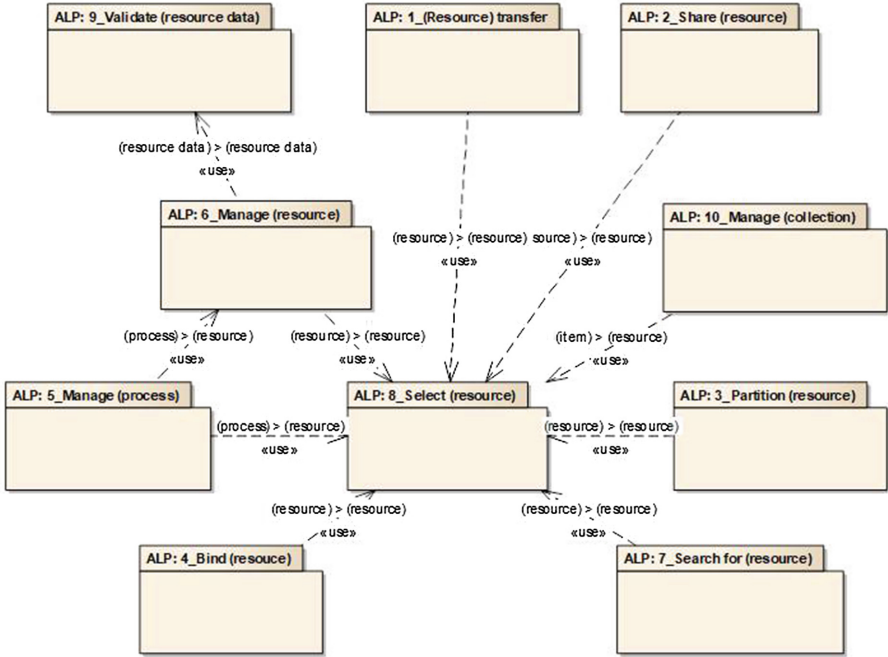 ALP: 9_Validate (resource data)
ALP: 1_(Resource) transfer
ALP: 2_Share (resource)
(resource data) > (resource data)
«use»
ALP: 6_Manage (resource)
ALP: 10_Manage (collection)
(resource) > (resource) source) > (resource)
«use»
«use»
(process) > (resource)
«use»
(resource) > (resource)
«use»
(item) > (resource)
«use»
ALP: 5_Manage (process)
ALP: 8_Select (resource)
ALP: 3_Partition (resource)
(process) > (resource)
«use»
(resource) > (resource)
«use»
(resource) > (resource)
«use»
(resource) > (resource)
«use»
ALP: 4_Bind (resouce)
ALP: 7_Search for (resource)